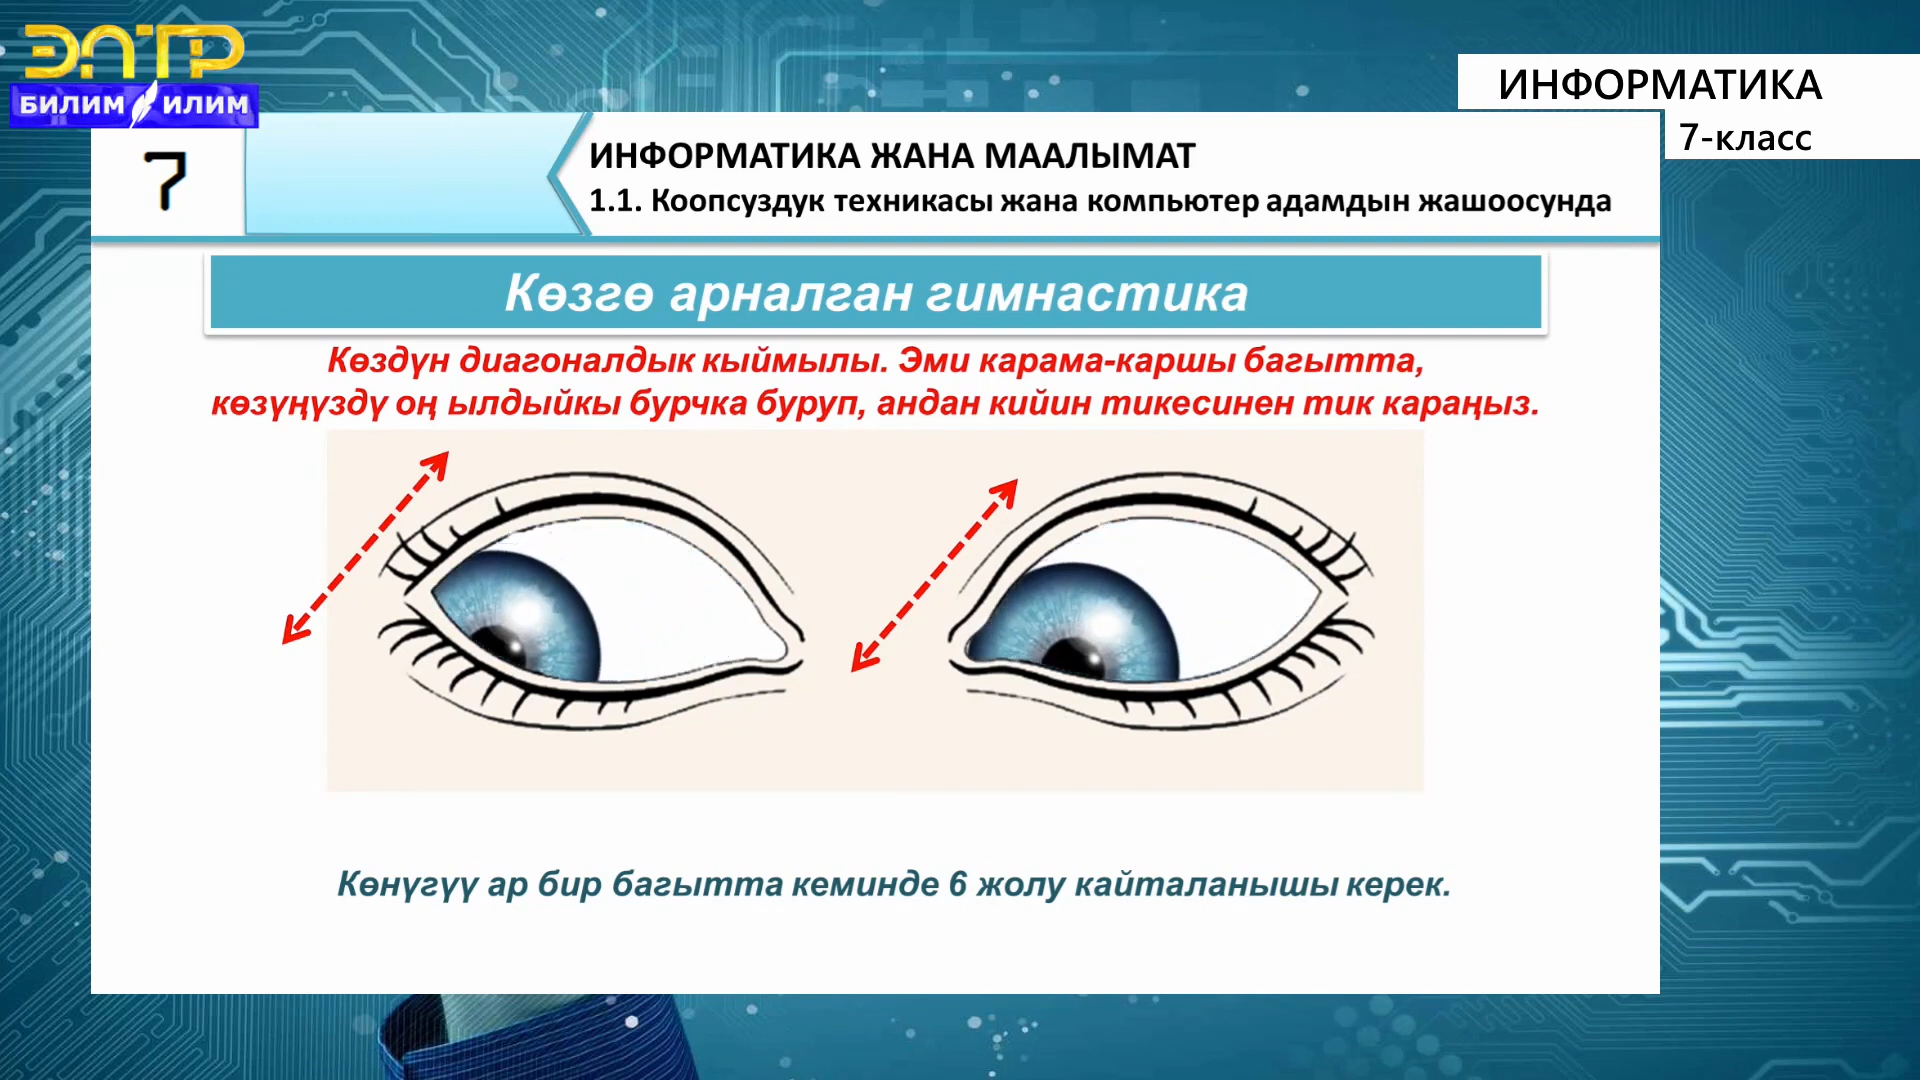 ЭЛТР
БИЛИМ ИЛИМ
ИНФОРМАТИКА
7-класс
7
ИНФОРМАТИКА ЖАНА МААЛЫМАТ
1.1. Коопсуздук техникасы жана компьютер адамдын жашоосунда
Көзгө арналган гимнастика
Көздүн диагоналдык кыймылы. Эми карама-каршы багытта,
көзүңүздү оң ылдыйкы бурчка буруп, андан кийин тикесинен тик караңыз.
Көнүгүү ар бир багытта кеминде 6 жолу кайталанышы керек.